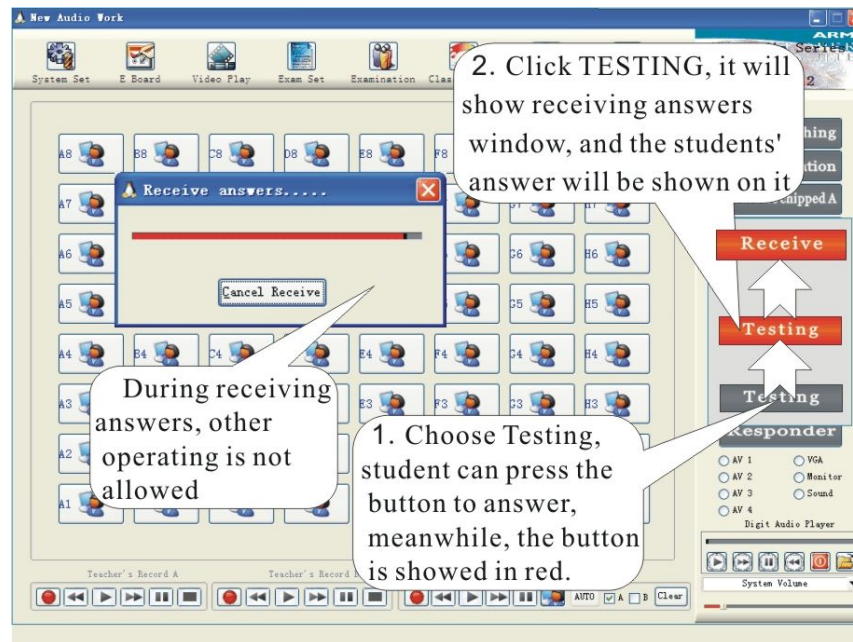 New Audio Work
ARM
Series
2
System Set
E Board
Video Play
Exam Set
Examination
2. Click TESTING, it will
show receiving answers
window, and the students'
answer will be shown on it
A8
B8
C8
D8
E8
F8
A7
Receive answers.....
A6
G6
H6
Cancel Receive
A5
G5
H5
A4
B4
C4
E4
F4
G4
H4
A3
E3
F3
G3
H3
A2
A1
During receiving
answers, other
operating is not
allowed
1. Choose Testing,
student can press the
button to answer,
meanwhile, the button
is showed in red.
Receive
Testing
Testing
Responder
AV 1
VGA
AV 2
Monitor
AV 3
Sound
AV 4
Digit Audio Player
System Volume
Teacher's Record A
Teacher's Record
AUTO
A
B
Clear